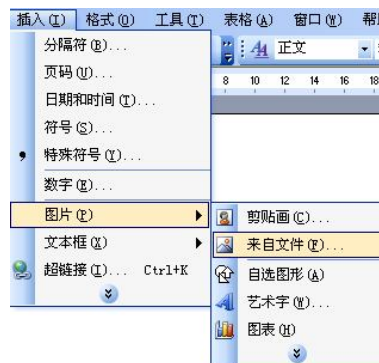 插入(I) 格式(O) 工具(T) 表格(A) 窗口(W)
分隔符(B)...
正文
页码(U)...
8 10 12 14 16 18
日期和时间(T)...
符号(S)...
特殊符号(Y)...
数字(E)...
图片(P)
剪贴画(C)...
文本框(X)
来自文件(F)...
超链接(I)... Ctrl+K
自选图形(A)
艺术字(W)...
图表(H)